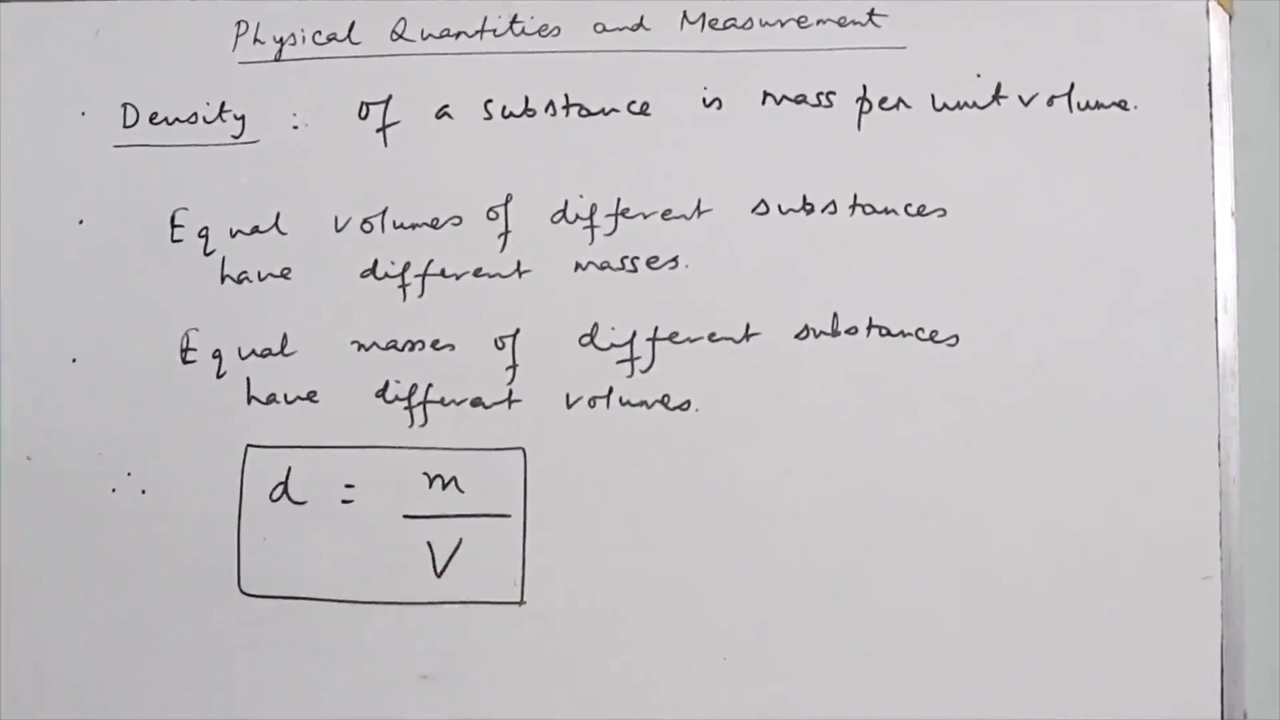 Physical Quantities and Measurement
· Density : of a substance is mass per unit volume.
· Equal volumes of different substances
have different masses.
· Equal masses of different substances
have different volumes.
∴ d = m
V